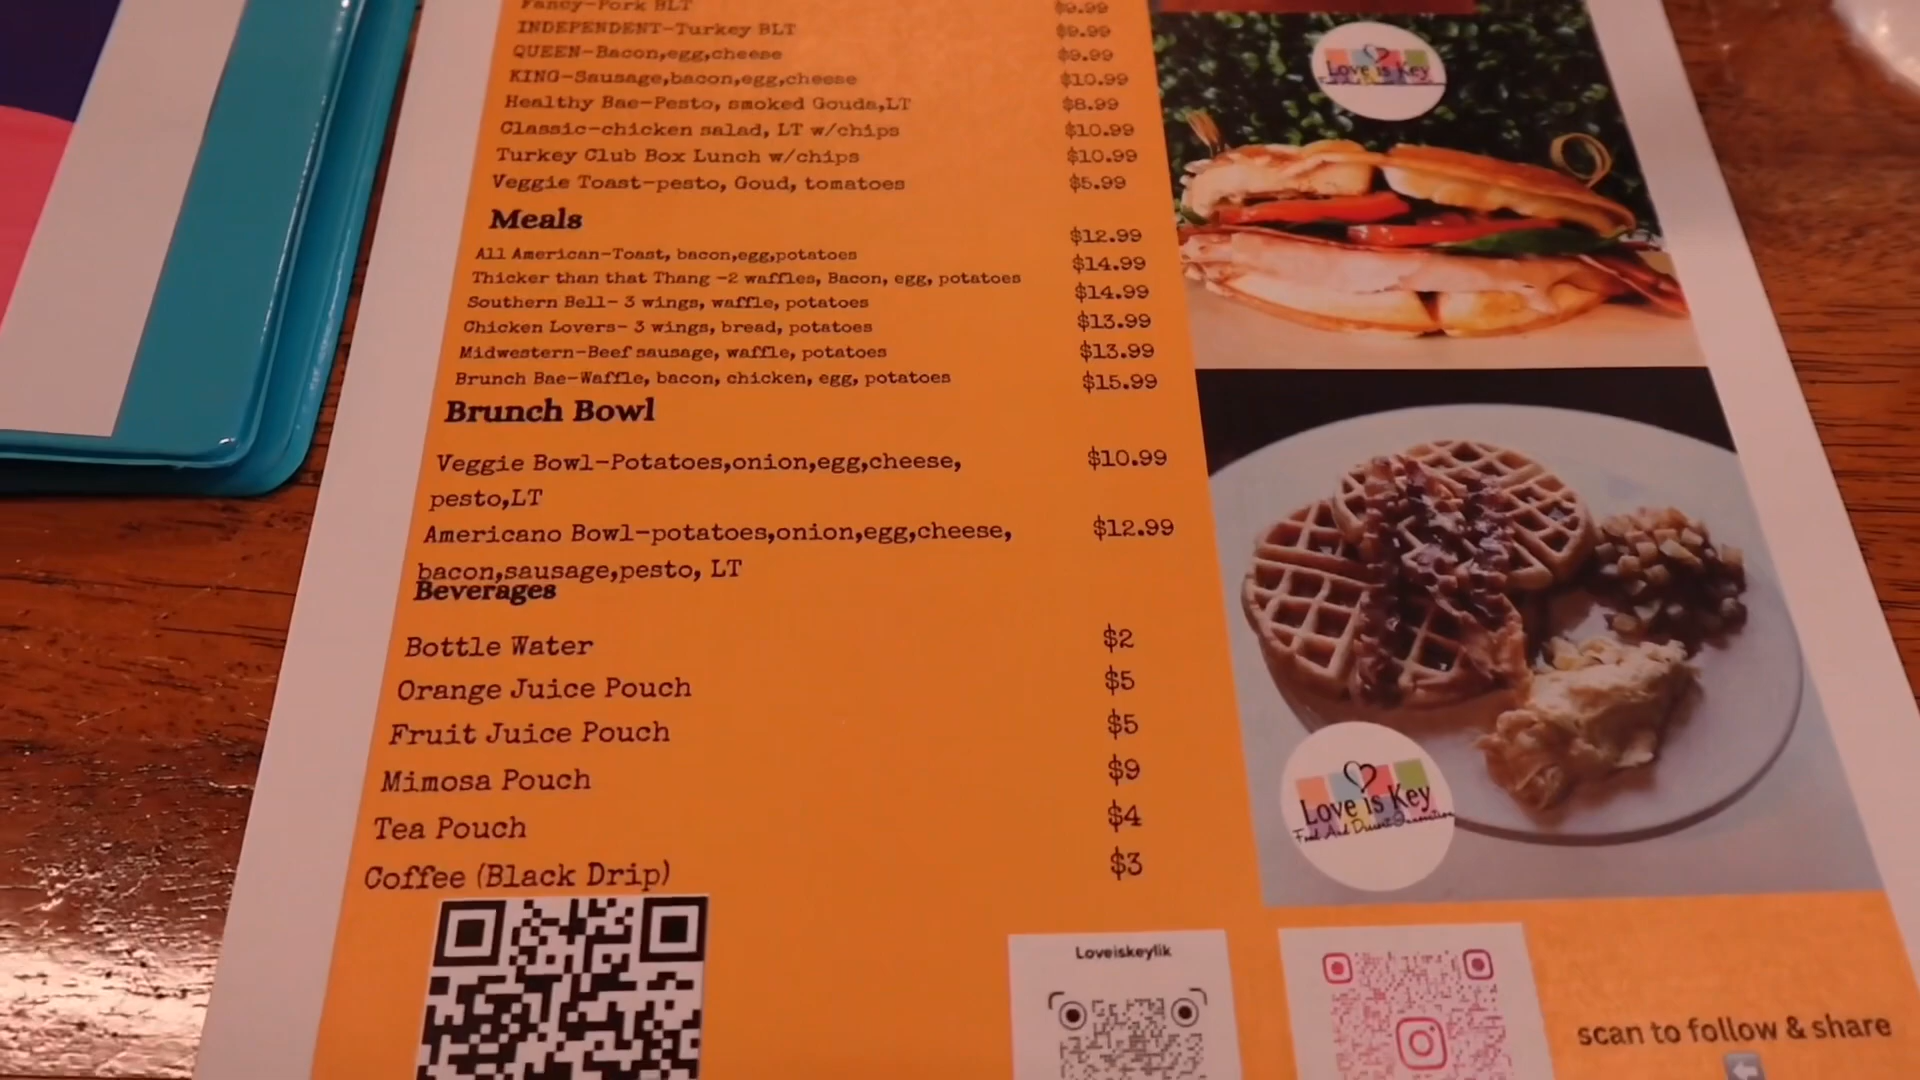 Fancy-Pork BLT $9.99
INDEPENDENT-Turkey BLT $9.99
QUEEN-Bacon,egg,cheese $9.99
KING-Sausage,bacon,egg,cheese $10.99
Healthy Bae-Pesto, smoked Gouda,LT $8.99
Classic-chicken salad, LT w/chips $10.99
Turkey Club Box Lunch w/chips $10.99
Veggie Toast-pesto, Goud, tomatoes $5.99
Meals
All American-Toast, bacon,egg,potatoes $12.99
Thicker than that Thang -2 waffles, Bacon, egg, potatoes $14.99
Southern Bell- 3 wings, waffle, potatoes $14.99
Chicken Lovers- 3 wings, bread, potatoes $13.99
Midwestern-Beef sausage, waffle, potatoes $13.99
Brunch Bae-Waffle, bacon, chicken, egg, potatoes $15.99
Brunch Bowl
Veggie Bowl-Potatoes,onion,egg,cheese, $10.99
pesto,LT
Americano Bowl-potatoes,onion,egg,cheese, $12.99
bacon,sausage,pesto, LT
Beverages
Bottle Water $2
Orange Juice Pouch $5
Fruit Juice Pouch $5
Mimosa Pouch $9
Tea Pouch $4
Coffee (Black Drip) $3
Love is Key
Love is Key
Food And Dessert
Loveiskeylik
scan to follow & share